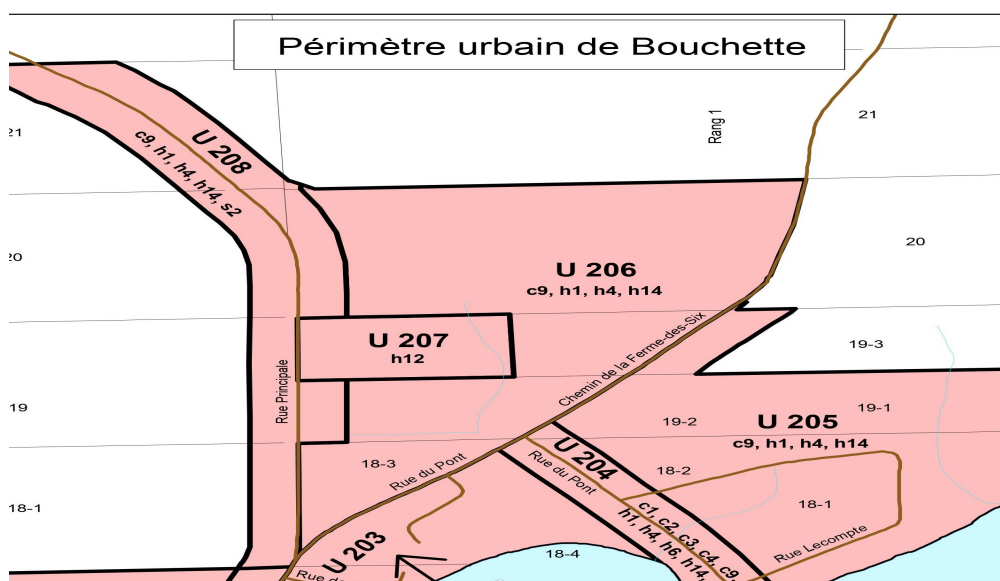 Périmètre urbain de Bouchette
21
Rang 1
21
U 208
c9, h1, h4, h14, s2
20
20
U 206
c9, h1, h4, h14
U 207
h12
19-3
Chemin de la Ferme-des-Six
Rue Principale
19
19-2
19-1
U 205
c9, h1, h4, h14
18-3
Rue du Pont
U 204
Rue du Pont
18-2
c1, c2, c3, c4, c9,
h1, h4, h6, h14,
18-1
18-1
Rue Lecompte
U 203
18-4
Rue de